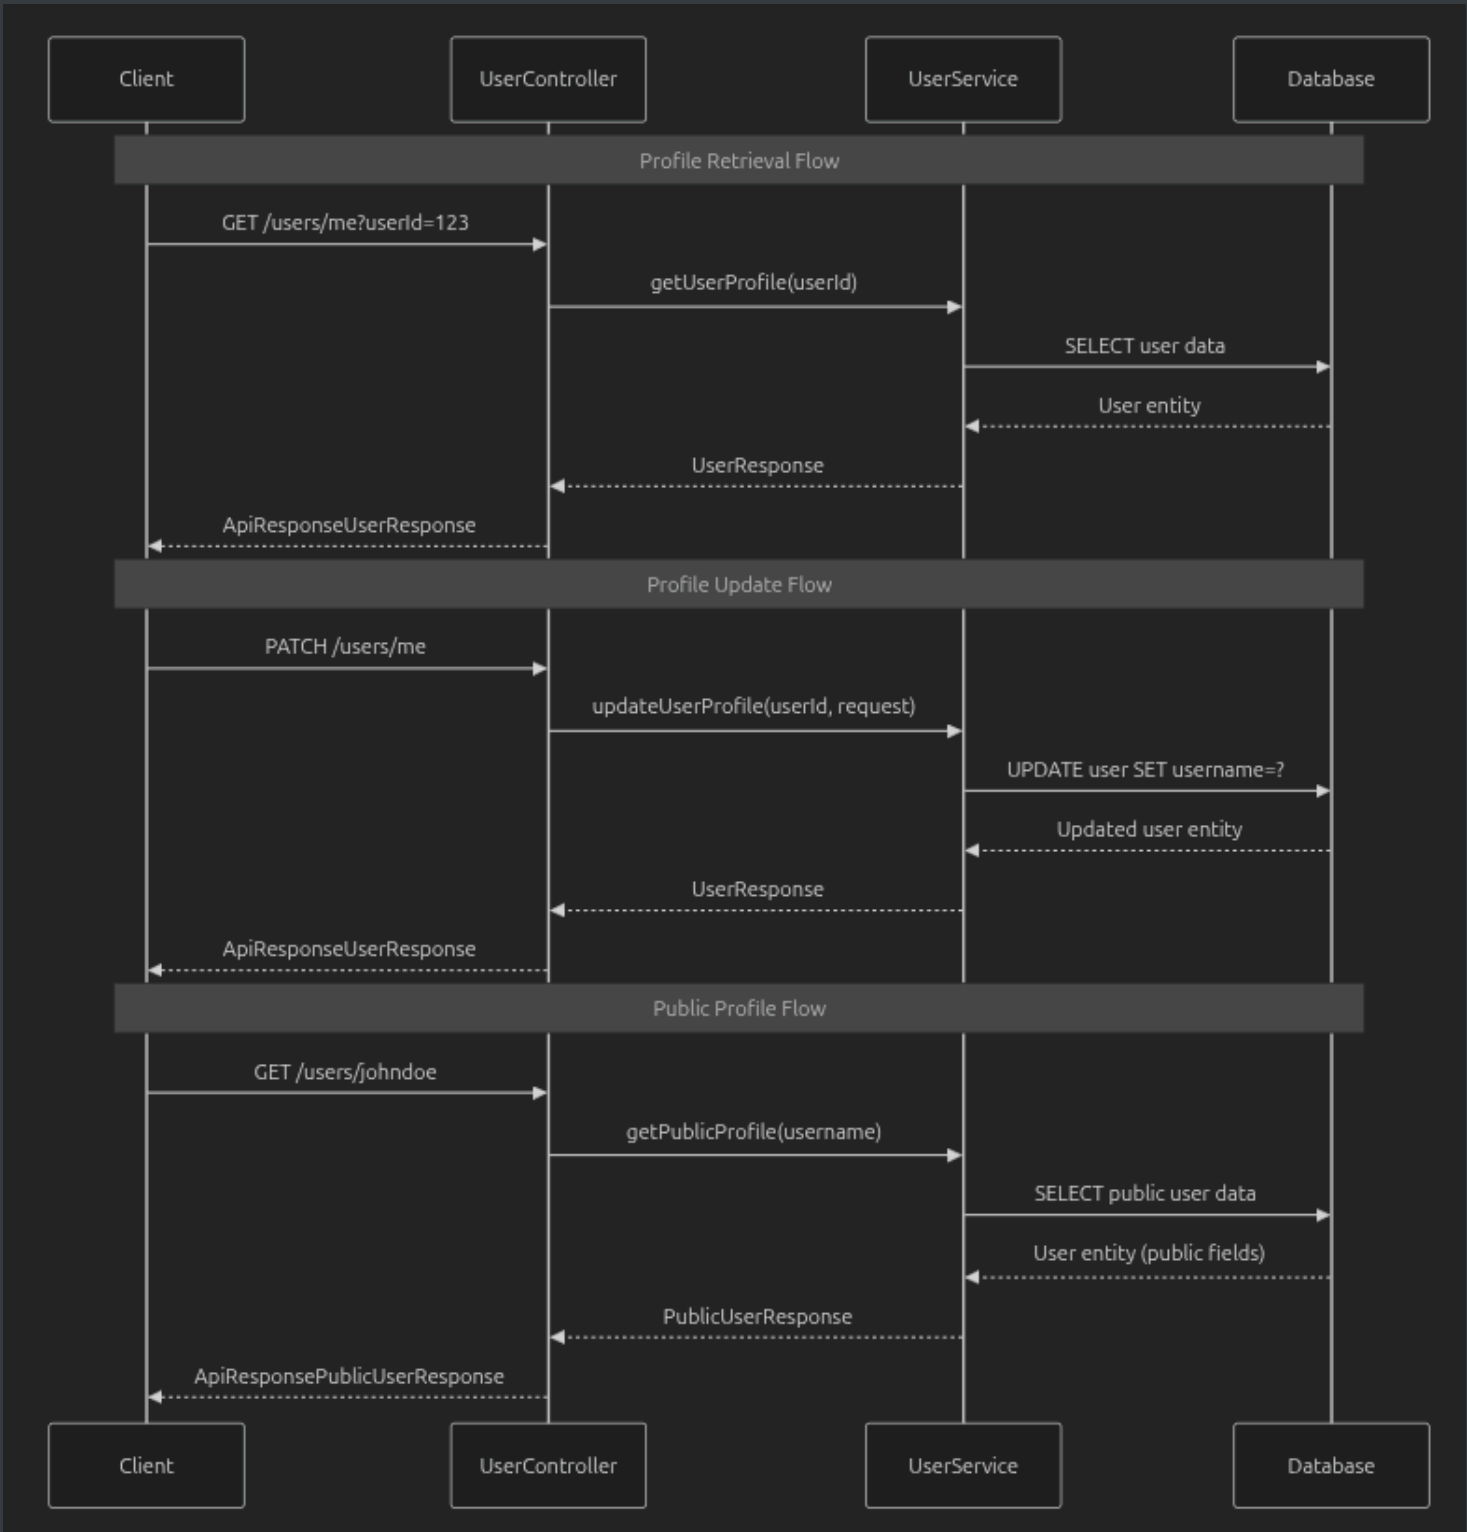 Client
UserController
UserService
Database
Profile Retrieval Flow
GET /users/me?userId=123
getUserProfile(userId)
SELECT user data
User entity
UserResponse
ApiResponseUserResponse
Profile Update Flow
PATCH /users/me
updateUserProfile(userId, request)
UPDATE user SET username=?
Updated user entity
UserResponse
ApiResponseUserResponse
Public Profile Flow
GET /users/johndoe
getPublicProfile(username)
SELECT public user data
User entity (public fields)
PublicUserResponse
ApiResponsePublicUserResponse
Client
UserController
UserService
Database